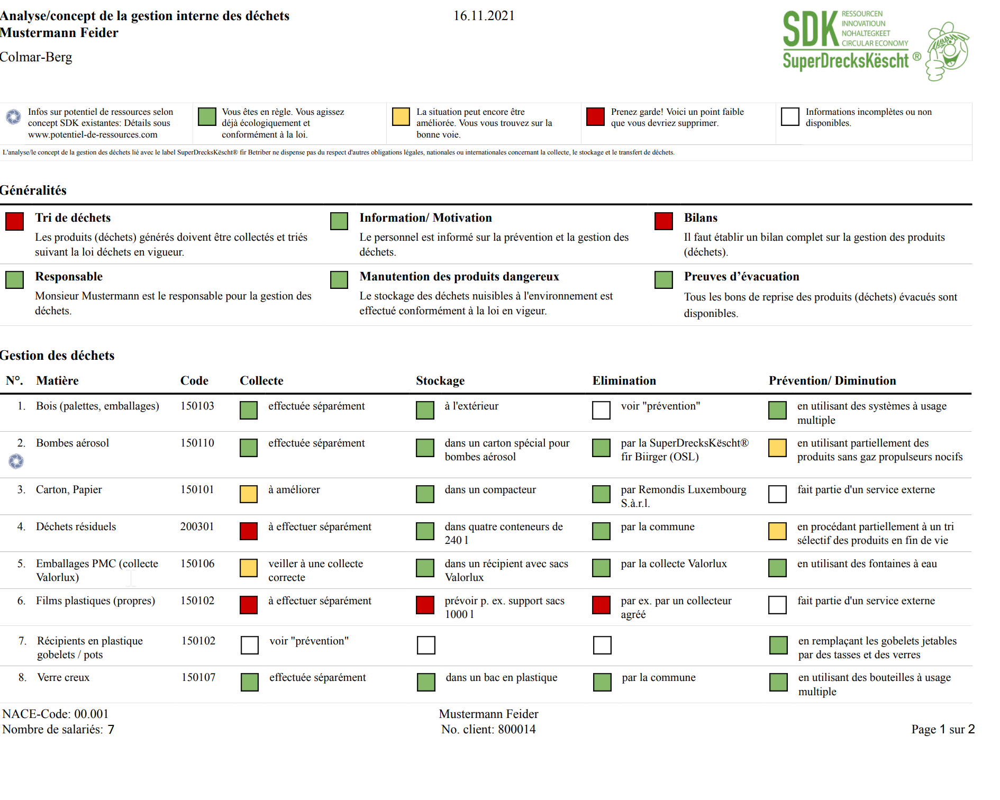 Analyse/concept de la gestion interne des déchets
16.11.2021
Mustermann Feider
Colmar-Berg
SDK
RESSOURCEN
INNOVATIOUN
NOHALTEGKEET
CIRCULAR ECONOMY
SuperDrecksKëscht ®
Infos sur potentiel de ressources selon
concept SDK existantes: Détails sous
www.potentiel-de-ressources.com
Vous êtes en règle. Vous agissez
déjà écologiquement et
conformément à la loi.
La situation peut encore être
améliorée. Vous vous trouvez sur la
bonne voie.
Prenez garde! Voici un point faible
que vous devriez supprimer.
Informations incomplètes ou non
disponibles.
L'analyse/le concept de la gestion des déchets lié avec le label SuperDrecksKëscht® fir Betriber ne dispense pas du respect d'autres obligations légales, nationales ou internationales concernant la collecte, le stockage et le transfert de déchets.
Généralités
Tri de déchets
Les produits (déchets) générés doivent être collectés et triés
suivant la loi déchets en vigueur.
Information/ Motivation
Le personnel est informé sur la prévention et la gestion des
déchets.
Bilans
Il faut établir un bilan complet sur la gestion des produits
(déchets).
Responsable
Monsieur Mustermann est le responsable pour la gestion des
déchets.
Manutention des produits dangereux
Le stockage des déchets nuisibles à l'environnement est
effectué conformément à la loi en vigeur.
Preuves d’évacuation
Tous les bons de reprise des produits (déchets) évacués sont
disponibles.
Gestion des déchets
N°. Matière Code Collecte Stockage Elimination Prévention/ Diminution
1. Bois (palettes, emballages) 150103 effectuée séparément à l'extérieur voir "prévention" en utilisant des systèmes à usage
multiple
2. Bombes aérosol 150110 effectuée séparément dans un carton spécial pour par la SuperDrecksKëscht® en utilisant partiellement des
bombes aérosol fir Biirger (OSL) produits sans gaz propulseurs nocifs
3. Carton, Papier 150101 à améliorer dans un compacteur par Remondis Luxembourg fait partie d'un service externe
S.à.r.l.
4. Déchets résiduels 200301 à effectuer séparément dans quatre conteneurs de par la commune en procédant partiellement à un tri
240 l sélectif des produits en fin de vie
5. Emballages PMC (collecte 150106 veiller à une collecte dans un récipient avec sacs par la collecte Valorlux en utilisant des fontaines à eau
Valorlux) correcte Valorlux
6. Films plastiques (propres) 150102 à effectuer séparément prévoir p. ex. support sacs par ex. par un collecteur fait partie d'un service externe
1000 l agréé
7. Récipients en plastique 150102 voir "prévention" en remplaçant les gobelets jetables
gobelets / pots par des tasses et des verres
8. Verre creux 150107 effectuée séparément dans un bac en plastique par la commune en utilisant des bouteilles à usage
multiple
NACE-Code: 00.001 Mustermann Feider
Nombre de salariés: 7 No. client: 800014 Page 1 sur 2